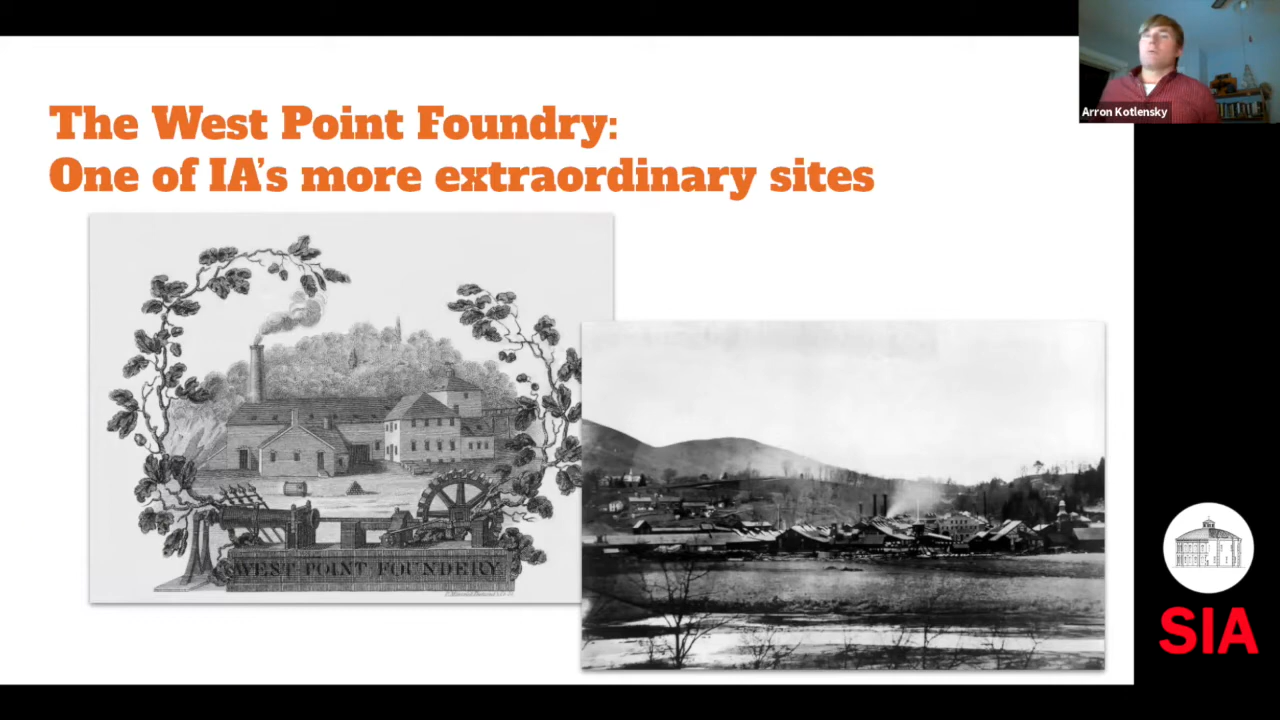 Arron Kotlensky
The West Point Foundry:
One of IA's more extraordinary sites
WEST POINT FOUNDERY
SIA